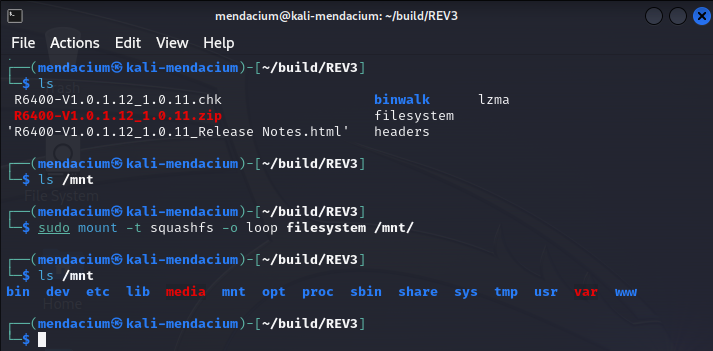 mendacium@kali-mendacium: ~/build/REV3
File Actions Edit View Help
┌──(mendacium㉿kali-mendacium)-[~/build/REV3]
└─$ ls
R6400-V1.0.1.12_1.0.11.chk binwalk lzma
R6400-V1.0.1.12_1.0.11.zip filesystem
'R6400-V1.0.1.12_1.0.11_Release Notes.html' headers
┌──(mendacium㉿kali-mendacium)-[~/build/REV3]
└─$ ls /mnt
File System
┌──(mendacium㉿kali-mendacium)-[~/build/REV3]
└─$ sudo mount -t squashfs -o loop filesystem /mnt/
┌──(mendacium㉿kali-mendacium)-[~/build/REV3]
└─$ ls /mnt
bin dev etc lib media mnt opt proc sbin share sys tmp usr var www
Home
┌──(mendacium㉿kali-mendacium)-[~/build/REV3]
└─$